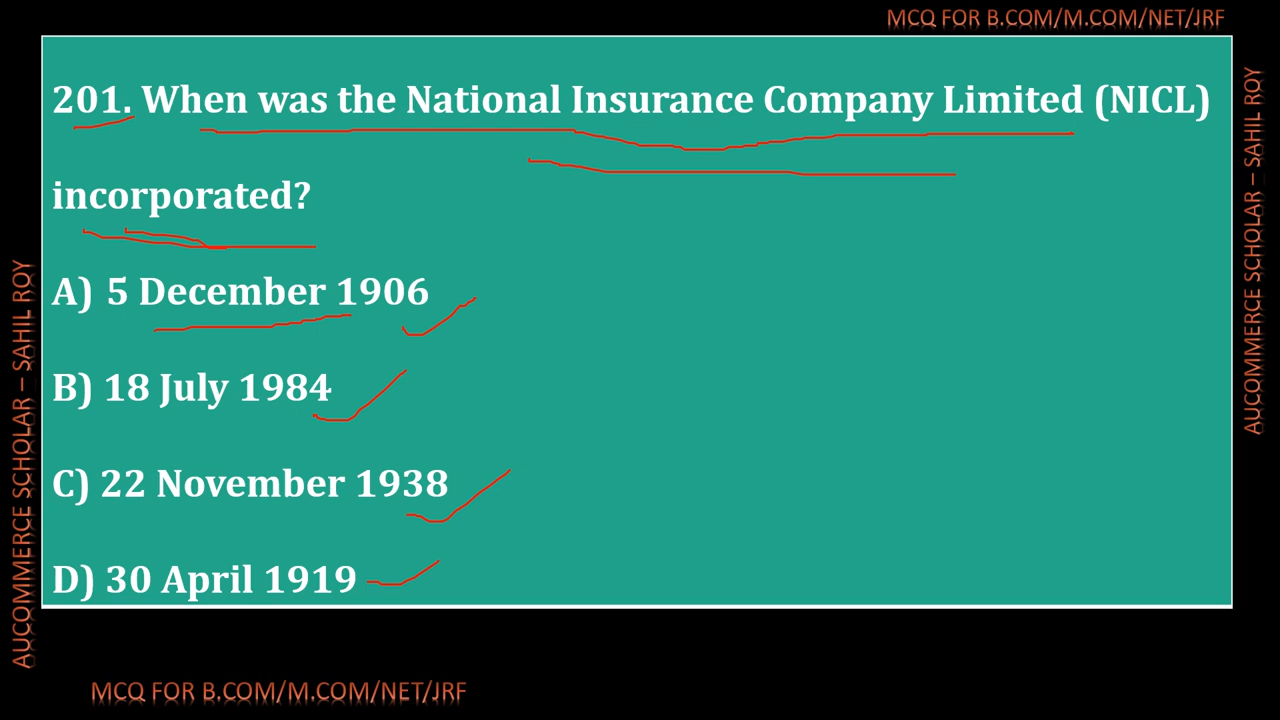 MCQ FOR B.COM/M.COM/NET/JRF
201. When was the National Insurance Company Limited (NICL)
incorporated?
A) 5 December 1906
B) 18 July 1984
C) 22 November 1938
D) 30 April 1919
AUCOMMERCE SCHOLAR – SAHIL ROY
AUCOMMERCE SCHOLAR – SAHIL ROY
MCQ FOR B.COM/M.COM/NET/JRF